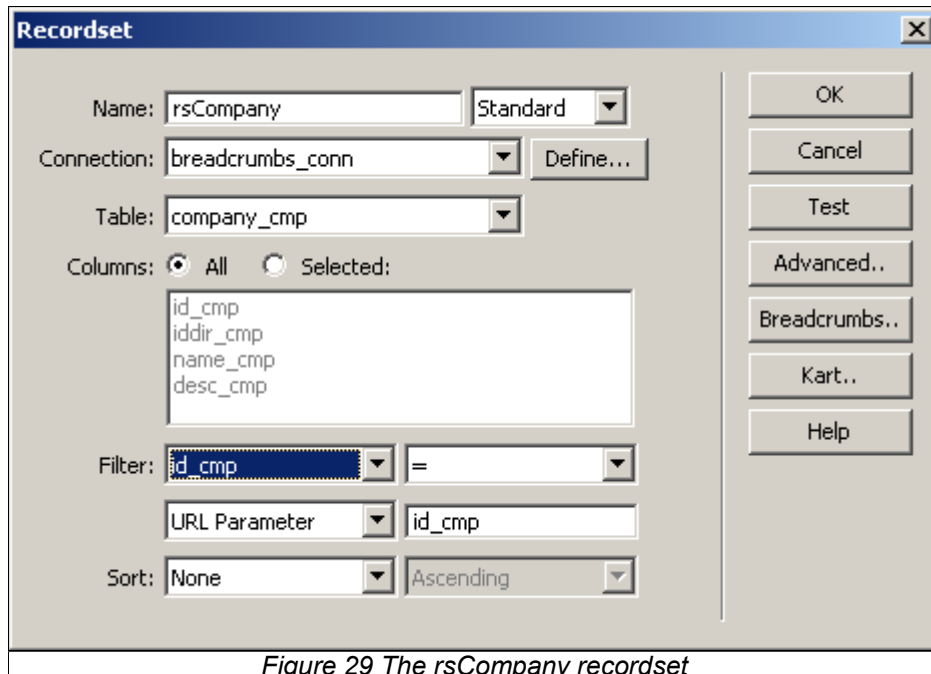 Recordset
Name: rsCompany Standard
Connection: breadcrumbs_conn Define...
Table: company_cmp
Columns: All Selected:
id_cmp
iddir_cmp
name_cmp
desc_cmp
Filter: id_cmp =
URL Parameter id_cmp
Sort: None Ascending
OK
Cancel
Test
Advanced..
Breadcrumbs..
Kart..
Help
Figure 29 The rsCompany recordset